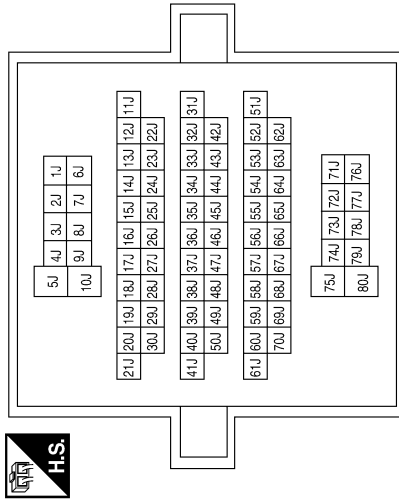 H.S.
5J 4J 3J 2J 1J
10J 9J 8J 7J 6J
21J 20J 19J 18J 17J 16J 15J 14J 13J 12J 11J
30J 29J 28J 27J 26J 25J 24J 23J 22J
41J 40J 39J 38J 37J 36J 35J 34J 33J 32J 31J
50J 49J 48J 47J 46J 45J 44J 43J 42J
61J 60J 59J 58J 57J 56J 55J 54J 53J 52J 51J
70J 69J 68J 67J 66J 65J 64J 63J 62J
75J 74J 73J 72J 71J
80J 79J 78J 77J 76J